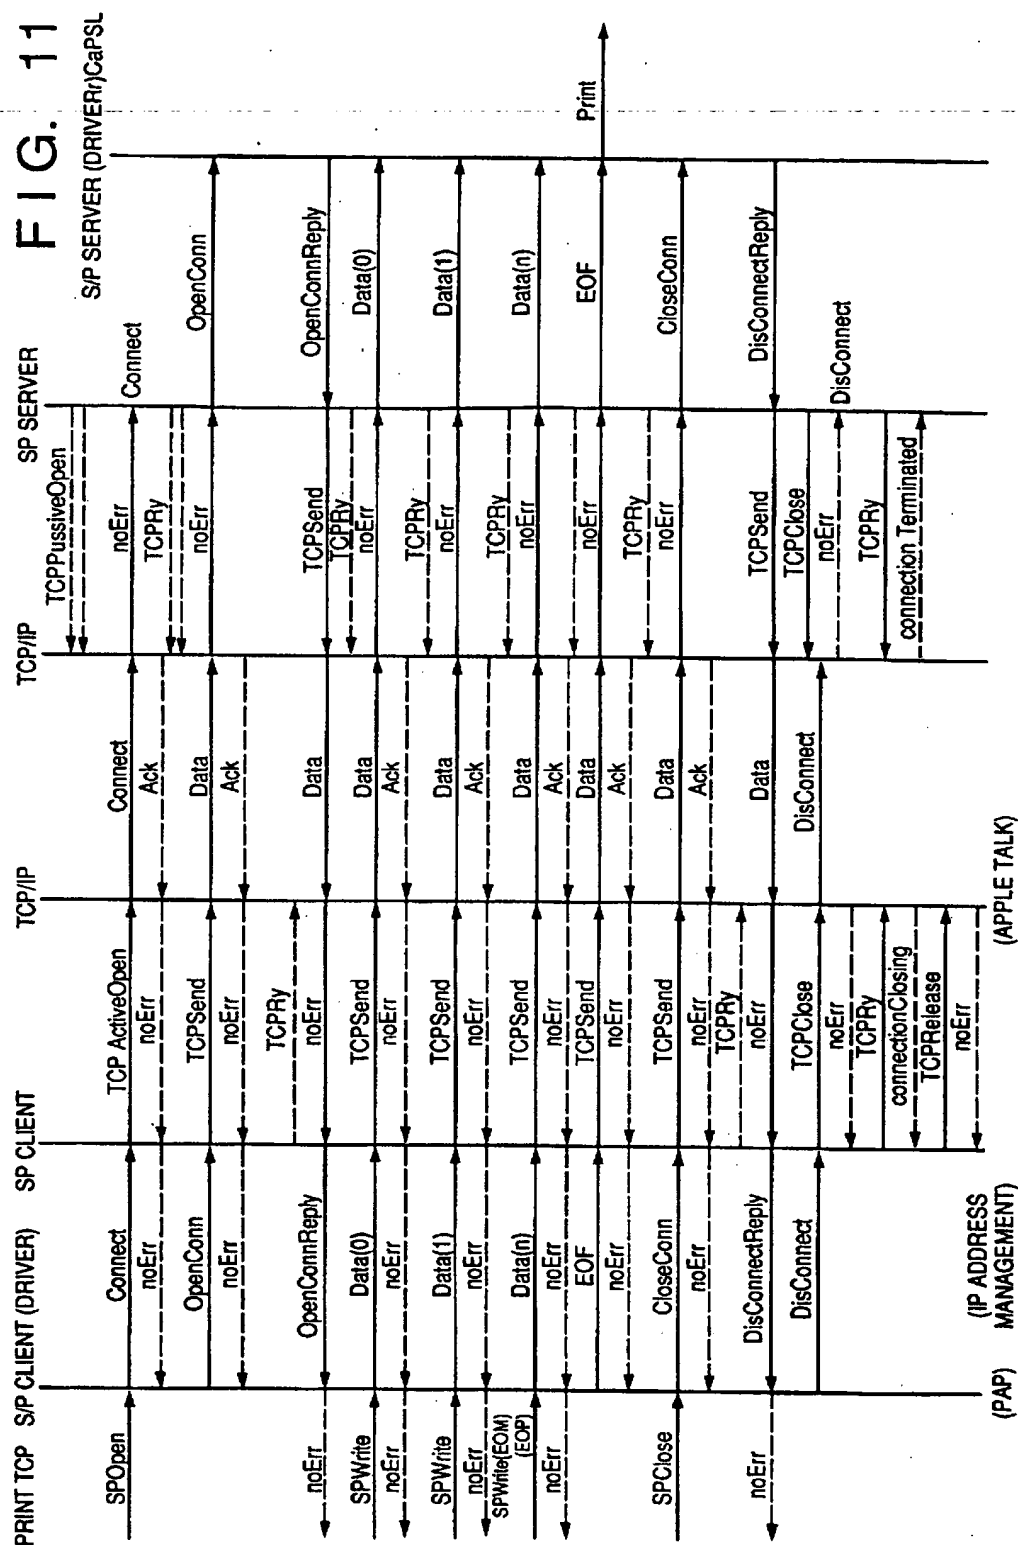 FIG. 11
PRINT TCP
S/P CLIENT (DRIVER)
SP CLIENT
TCP/IP
TCP/IP
SP SERVER
S/P SERVER (DRIVERr)CaPSL
TCPPussiveOpen
SPOpen
Connect
TCP ActiveOpen
Connect
noErr
Connect
noErr
noErr
Ack
TCPRy
OpenConn
TCPSend
Data
noErr
OpenConn
noErr
noErr
Ack
TCPRy
noErr
OpenConnReply
noErr
Data
TCPSend
OpenConnReply
TCPRy
SPWrite
Data(0)
TCPSend
Data
noErr
Data(0)
noErr
noErr
noErr
Ack
TCPRy
SPWrite
Data(1)
TCPSend
Data
noErr
Data(1)
noErr
noErr
noErr
Ack
TCPRy
SPWrite(EOM)
(EOP)
Data(n)
TCPSend
Data
noErr
Data(n)
noErr
noErr
noErr
Ack
TCPRy
EOF
TCPSend
Data
noErr
EOF
Print
noErr
noErr
Ack
TCPRy
SPClose
CloseConn
TCPSend
Data
noErr
CloseConn
noErr
noErr
Ack
TCPRy
noErr
DisConnectReply
noErr
Data
TCPSend
DisConnectReply
TCPClose
DisConnect
TCPClose
DisConnect
noErr
DisConnect
noErr
TCPRy
TCPRy
connectionClosing
connection Terminated
TCPRelease
noErr
(PAP)
(IP ADDRESS
MANAGEMENT)
(APPLE TALK)